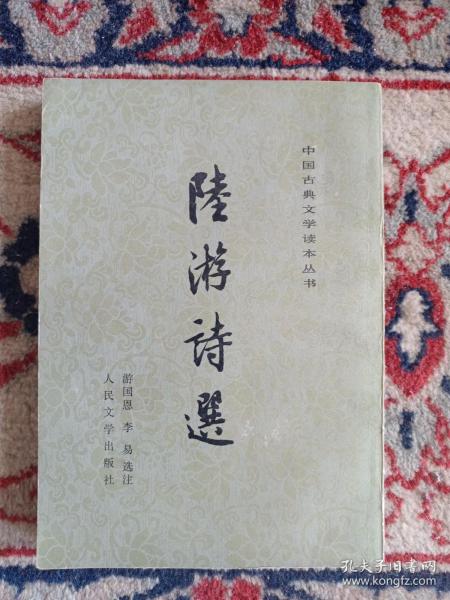 中国古典文学读本丛书
陸游詩選
游国恩 李易选注
人民文学出版社
孔夫子旧书网
www.kongfz.com